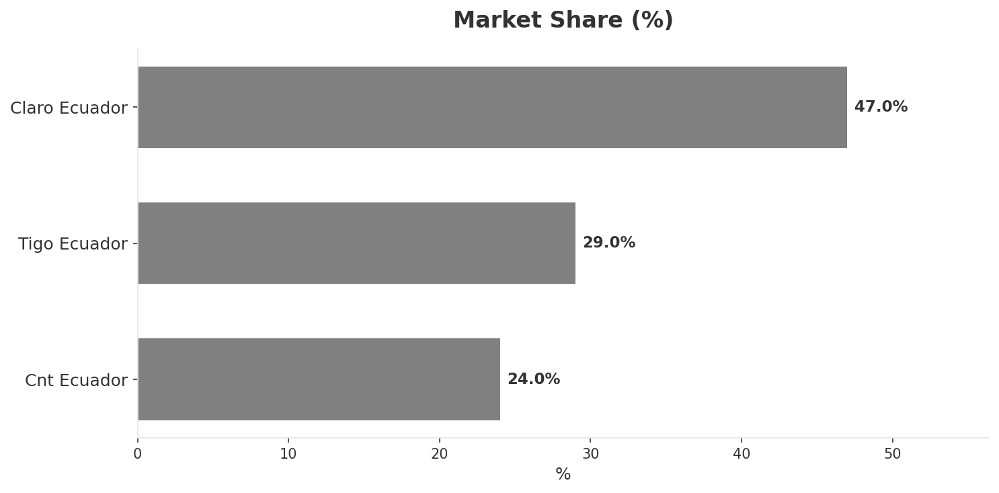 Market Share (%)
Claro Ecuador
47.0%
Tigo Ecuador
29.0%
Cnt Ecuador
24.0%
0 10 20 30 40 50
%